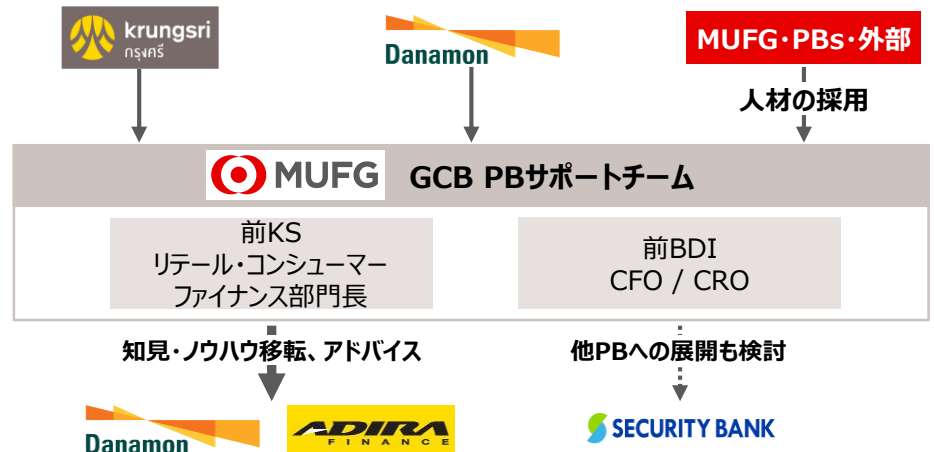 krungsri
กรุงศรี
Danamon
MUFG・PBs・外部
人材の採用
MUFG GCB PBサポートチーム
前KS
リテール・コンシューマー
ファイナンス部門長
前BDI
CFO / CRO
知見・ノウハウ移転、アドバイス
他PBへの展開も検討
Danamon
ADIRA
FINANCE
SECURITY BANK